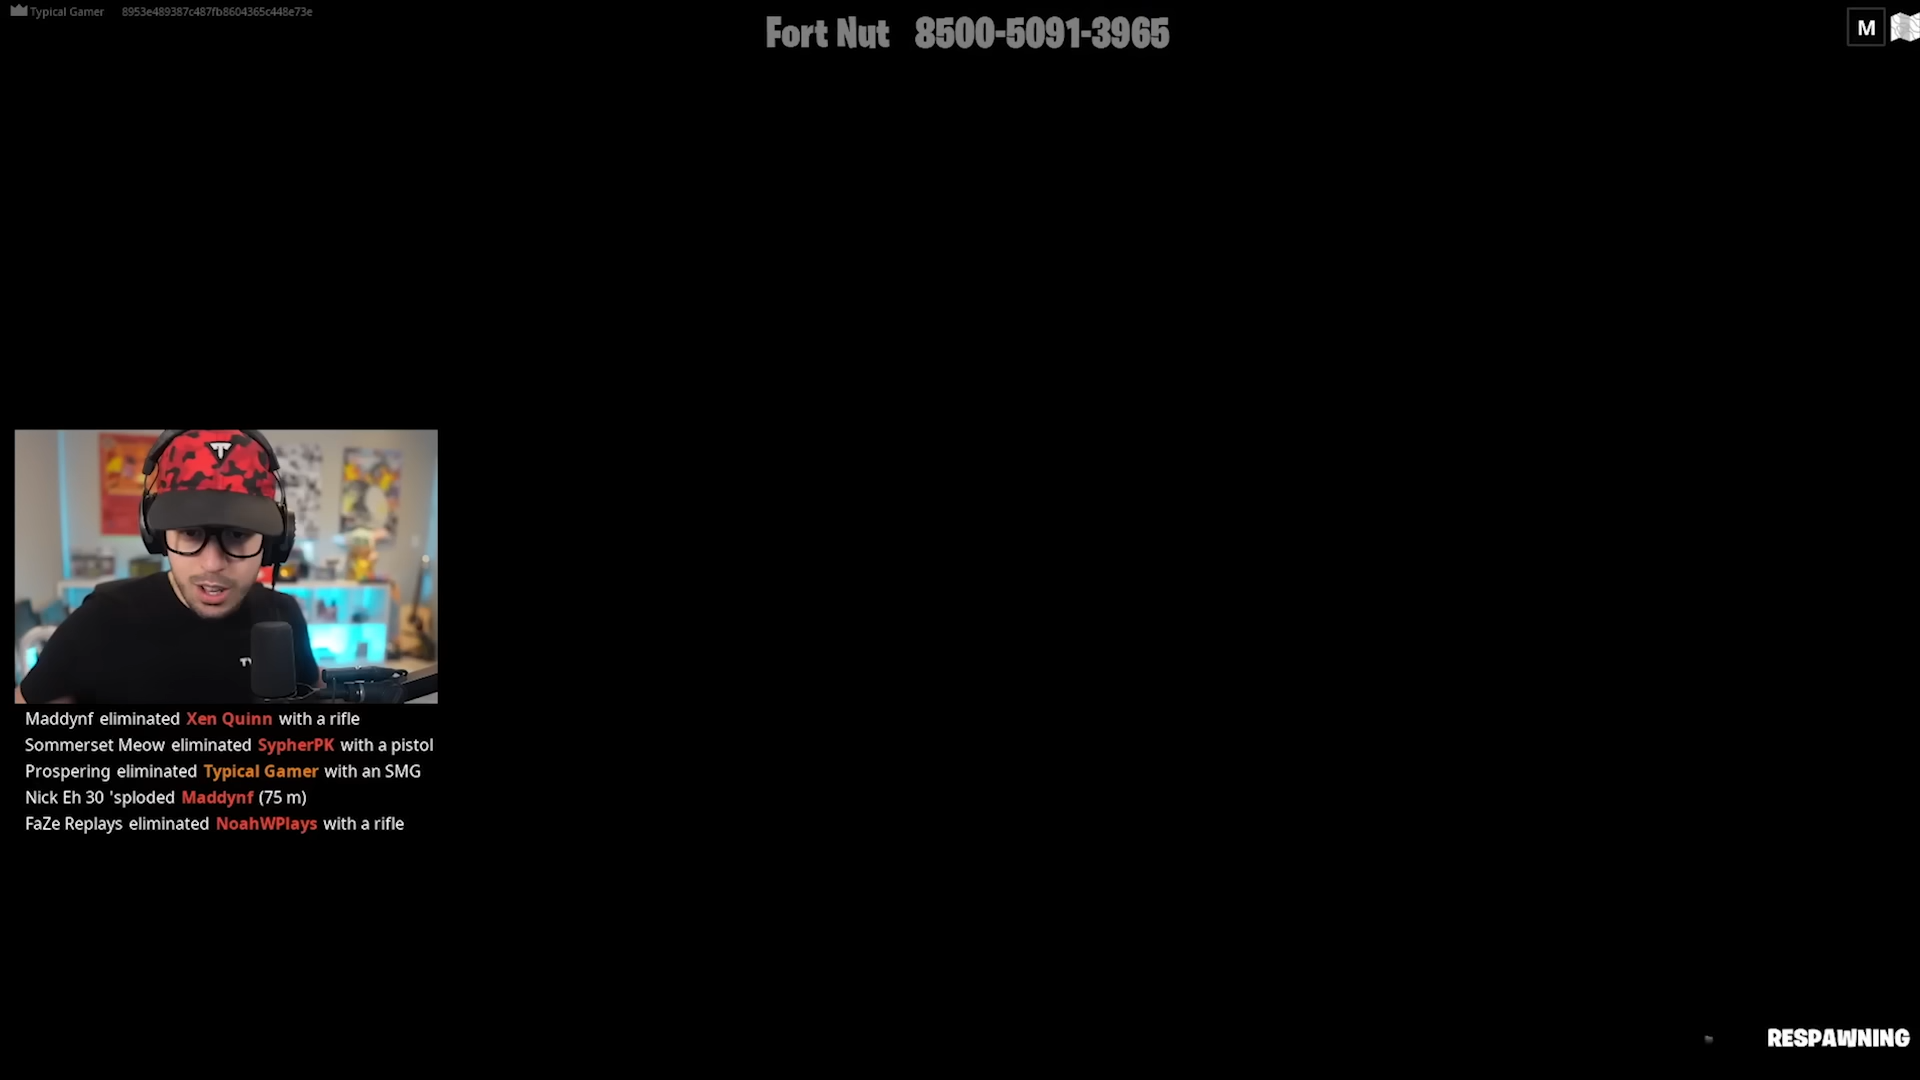 Typical Gamer 8953e489387c487fb8604365c448e73e
Fort Nut 8500-5091-3965
M
Maddynf eliminated Xen Quinn with a rifle
Sommerset Meow eliminated SypherPK with a pistol
Prospering eliminated Typical Gamer with an SMG
Nick Eh 30 'sploded Maddynf (75 m)
FaZe Replays eliminated NoahWPlays with a rifle
RESPAWNING